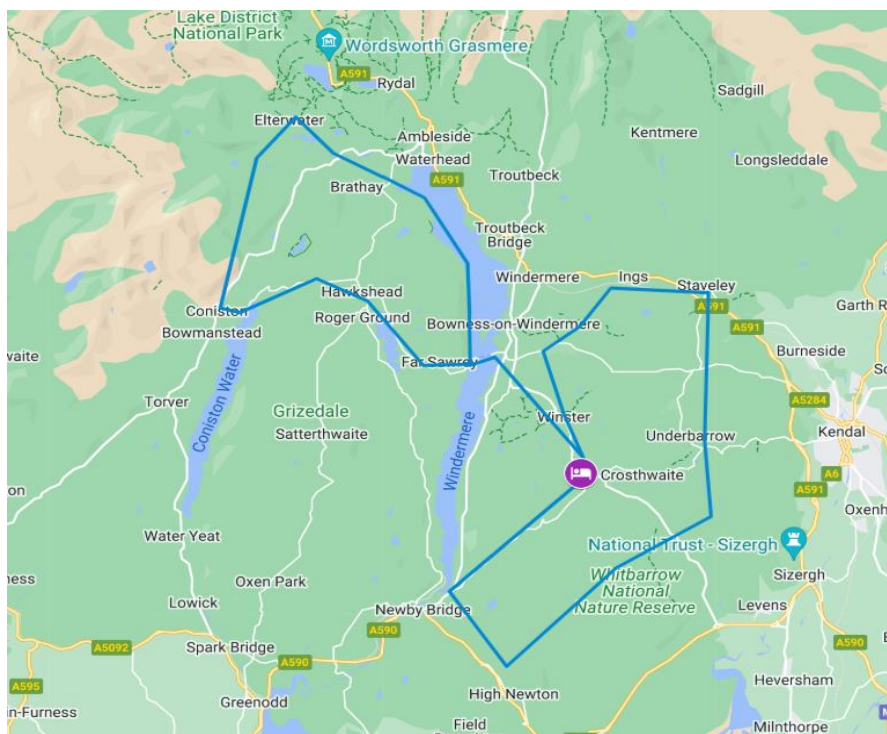 Lake District
National Park
Wordsworth Grasmere
A591
Rydal
Sadgill
Elterwater
Ambleside
Kentmere
Waterhead
Longsleddale
A591
Troutbeck
Brathay
Troutbeck
Bridge
Windermere
Ings
Staveley
Hawkshead
Coniston
Roger Ground
A591
Garth R
Bowmanstead
Bowness-on-Windermere
A591
waite
Burneside
Far Sawrey
Sc
A5284
Torver
Grizedale
Coniston Water
Winster
Satterthwaite
Underbarrow
Kendal
Windermere
A6
Crosthwaite
on
A591
Oxenh
Water Yeat
National Trust - Sizergh
Whitbarrow
National
Nature Reserve
Sizergh
ness
Oxen Park
Lowick
Newby Bridge
Levens
A590
A5092
Spark Bridge
A590
A590
A595
High Newton
Heversham
Greenodd
n-Furness
Field
Milnthorpe